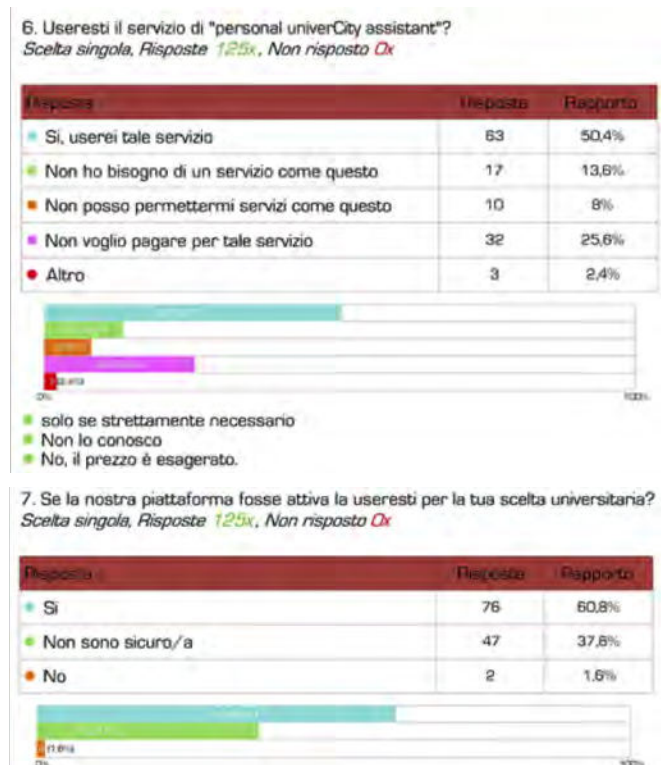 6. Useresti il servizio di "personal univerCity assistant"?
Scelta singola, Risposte 125x, Non risposto 0x
Risposta Risposte Rapporto
Si, userei tale servizio 63 50,4%
Non ho bisogno di un servizio come questo 17 13,6%
Non posso permettermi servizi come questo 10 8%
Non voglio pagare per tale servizio 32 25,6%
Altro 3 2,4%
0% 100%
solo se strettamente necessario
Non lo conosco
No, il prezzo è esagerato.
7. Se la nostra piattaforma fosse attiva la useresti per la tua scelta universitaria?
Scelta singola, Risposte 125x, Non risposto 0x
Risposta Risposte Rapporto
Si 76 60,8%
Non sono sicuro/a 47 37,6%
No 2 1,6%
0% 100%